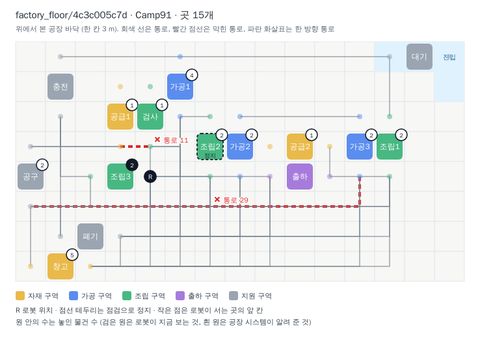 factory_floor/4c3c005c7d · Camp91 · 곳 15개
위에서 본 공장 바닥 (한 칸 3 m). 회색 선은 통로, 빨간 점선은 막힌 통로, 파란 화살표는 한 방향 통로
대기
진입
충전
가공1
4
공급1
1
검사
1
✖ 통로 11
조립2
2
가공2
2
공급2
1
가공3
2
조립1
2
공구
2
조립3
2
R
출하
✖ 통로 29
폐기
창고
5
자재 구역
가공 구역
조립 구역
출하 구역
지원 구역
R 로봇 위치 · 점선 테두리는 점검으로 정지 · 작은 점은 로봇이 서는 곳의 앞 칸
원 안의 수는 놓인 물건 수 (검은 원은 로봇이 지금 보는 것, 흰 원은 공장 시스템이 알려 준 것)